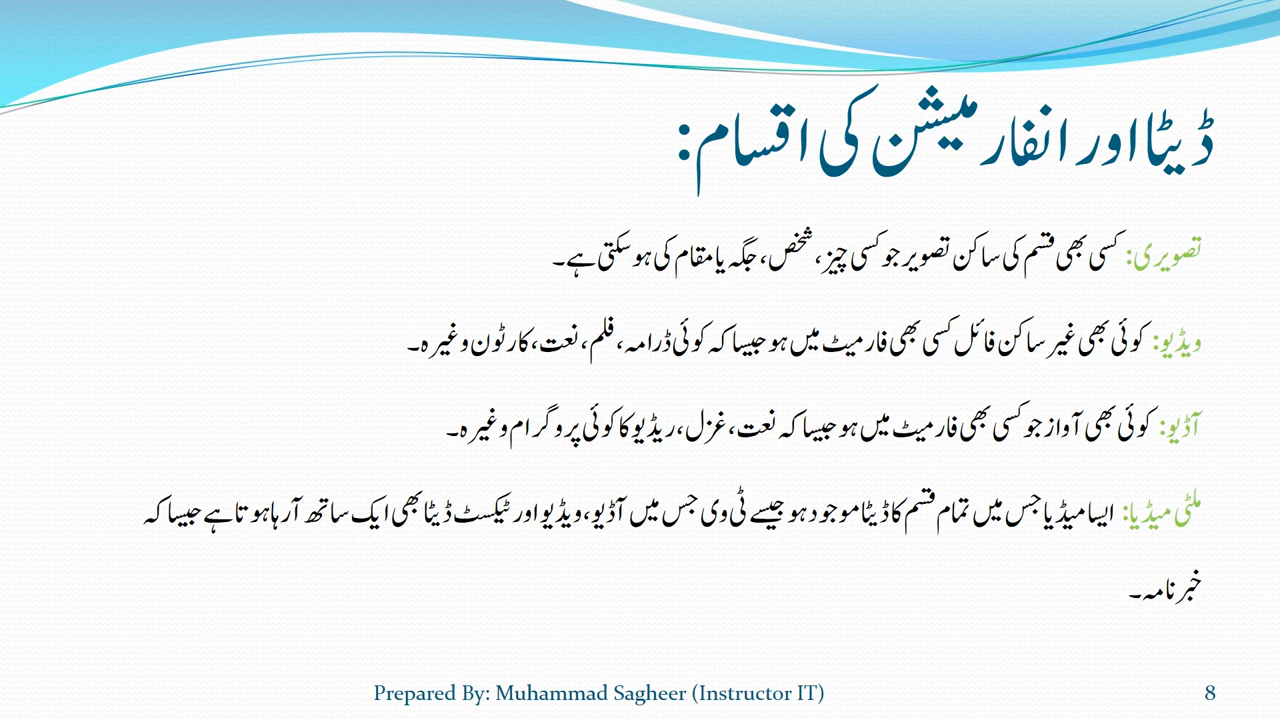 ڈیٹا اور انفارمیشن کی اقسام:
تصویری: کسی بھی قسم کی ساکن تصویر جو کسی چیز، شخص، جگہ یا مقام کی ہو سکتی ہے۔
ویڈیو: کوئی بھی غیر ساکن فائل کسی بھی فارمیٹ میں ہو جیسا کہ کوئی ڈرامہ، فلم، نعت، کارٹون وغیرہ۔
آڈیو: کوئی بھی آواز جو کسی بھی فارمیٹ میں ہو جیسا کہ نعت، غزل، ریڈیو کا کوئی پروگرام وغیرہ۔
ملٹی میڈیا: ایسا میڈیا جس میں تمام قسم کا ڈیٹا موجود ہو جیسے ٹی وی جس میں آڈیو، ویڈیو اور ٹیکسٹ ڈیٹا بھی ایک ساتھ آ رہا ہوتا ہے جیسا کہ
خبرنامہ۔
Prepared By: Muhammad Sagheer (Instructor IT) 8